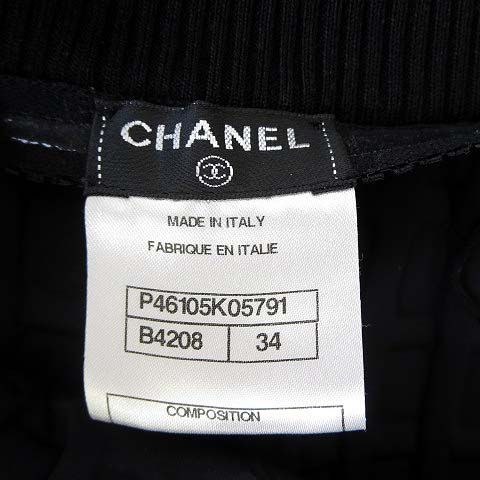 CHANEL
MADE IN ITALY
FABRIQUE EN ITALIE
P46105K05791
B4208 34
COMPOSITION